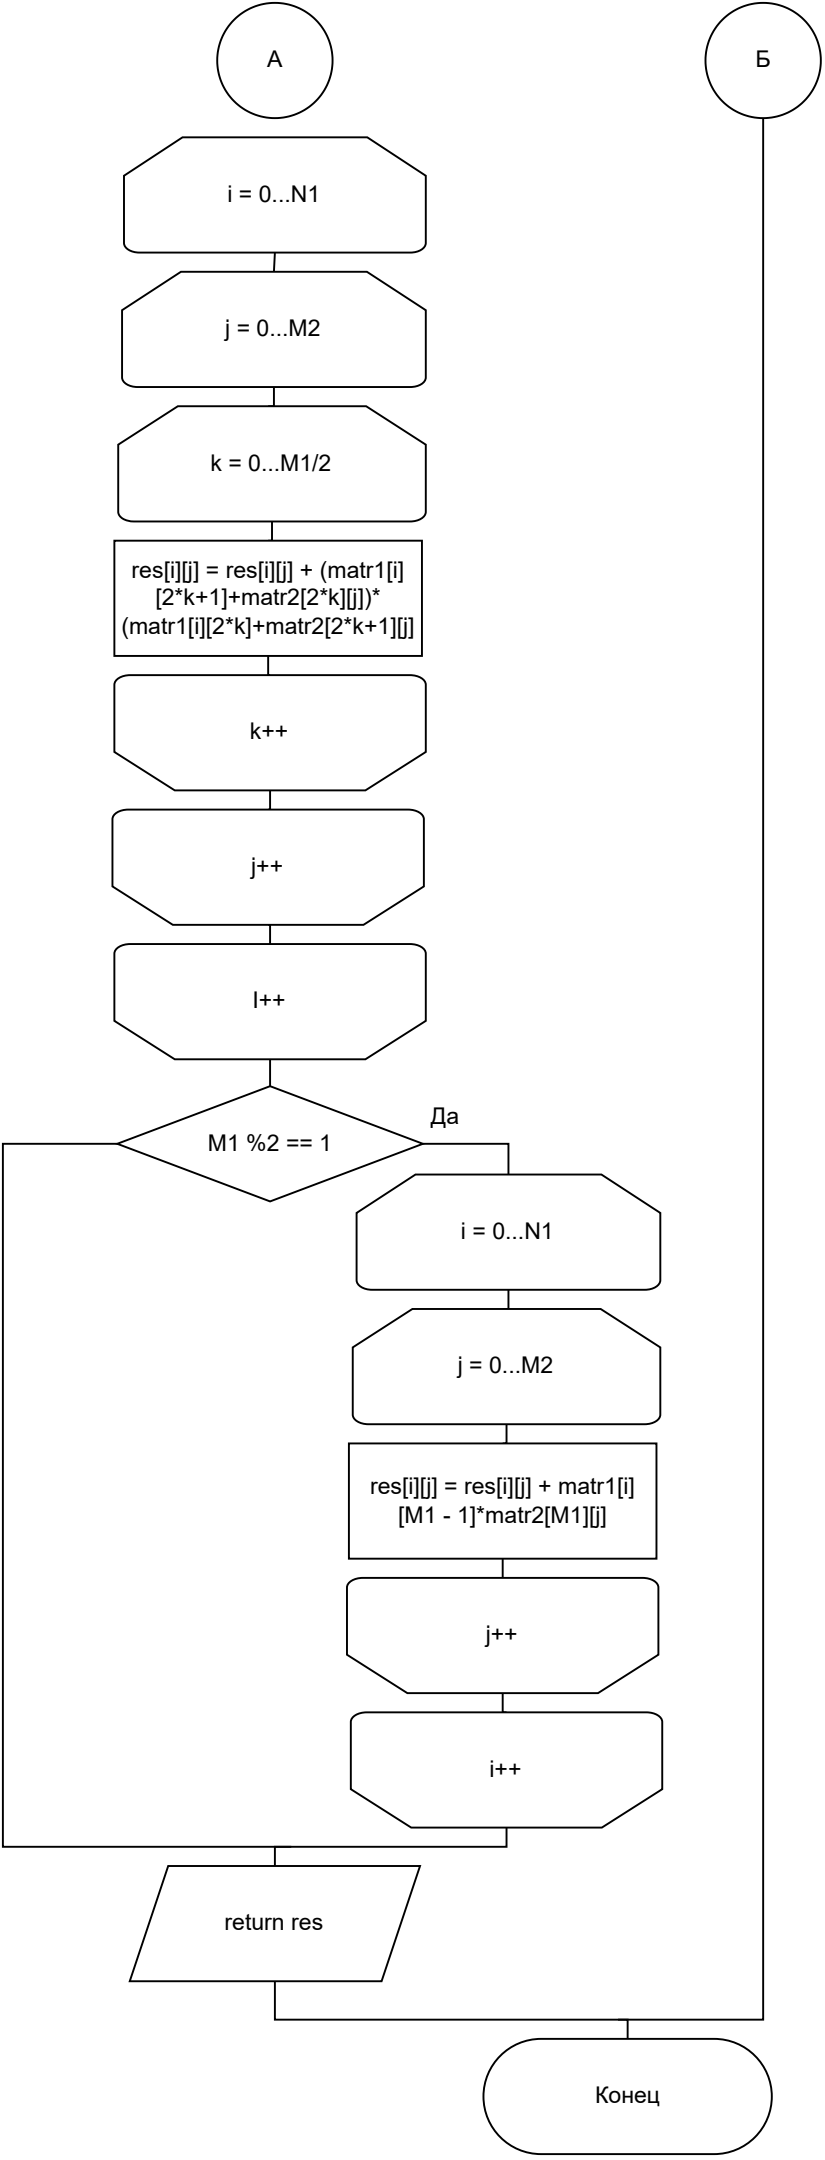 А
Б
i = 0...N1
j = 0...M2
k = 0...M1/2
res[i][j] = res[i][j] + (matr1[i]
[2*k+1]+matr2[2*k][j])*
(matr1[i][2*k]+matr2[2*k+1][j]
k++
j++
I++
M1 %2 == 1
Да
i = 0...N1
j = 0...M2
res[i][j] = res[i][j] + matr1[i]
[M1 - 1]*matr2[M1][j]
j++
i++
return res
Конец